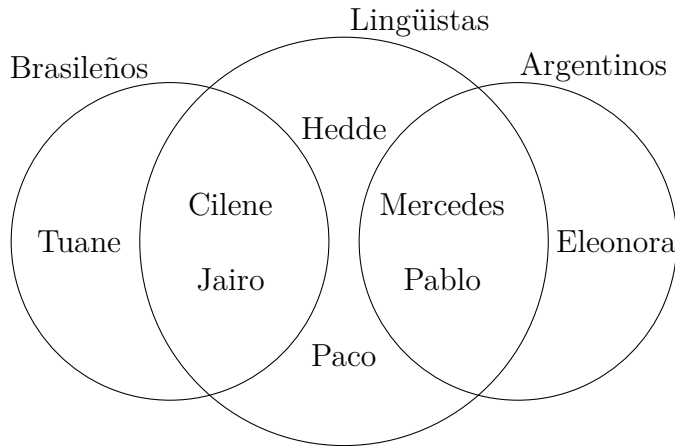 Lingüistas
Brasileños
Argentinos
Hedde
Cilene
Mercedes
Tuane
Eleonora
Jairo
Pablo
Paco